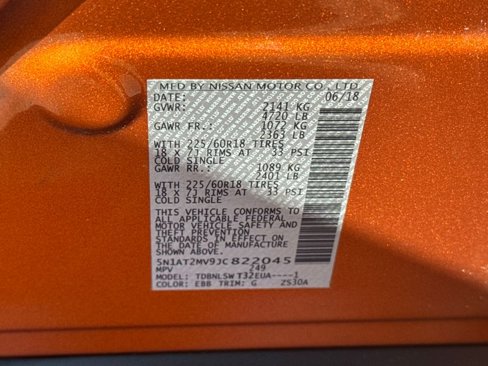 MFD BY NISSAN MOTOR CO., LTD.
DATE: 06/18
GVWR: 2141 KG
4720 LB
GAWR FR.: 1072 KG
2363 LB
WITH 225/60R18 TIRES
18 X 7J RIMS AT 33 PSI
COLD SINGLE
GAWR RR.: 1089 KG
2401 LB
WITH 225/60R18 TIRES
18 X 7J RIMS AT 33 PSI
COLD SINGLE
THIS VEHICLE CONFORMS TO
ALL APPLICABLE FEDERAL
MOTOR VEHICLE SAFETY AND
THEFT PREVENTION
STANDARDS IN EFFECT ON
THE DATE OF MANUFACTURE
5N1AT2MV9JC822045
MPV 249
MODEL: TDBNLSW T32EUA----1
COLOR: EBB TRIM: G ZS30A